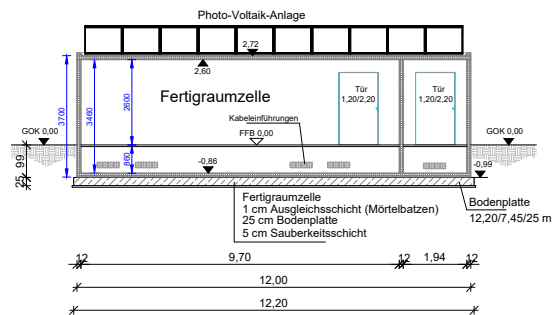 Photo-Voltaik-Anlage
2,72
2,60
3700
3460
2600
860
Fertigraumzelle
Tür
1,20/2,20
Tür
1,20/2,20
Kabeleinführungen
GOK 0,00
FFB 0,00
GOK 0,00
99
25
-0,86
-0,99
Fertigraumzelle
1 cm Ausgleichsschicht (Mörtelbatzen)
25 cm Bodenplatte
5 cm Sauberkeitsschicht
Bodenplatte
12,20/7,45/25 m
12 9,70 12 1,94 12
12,00
12,20